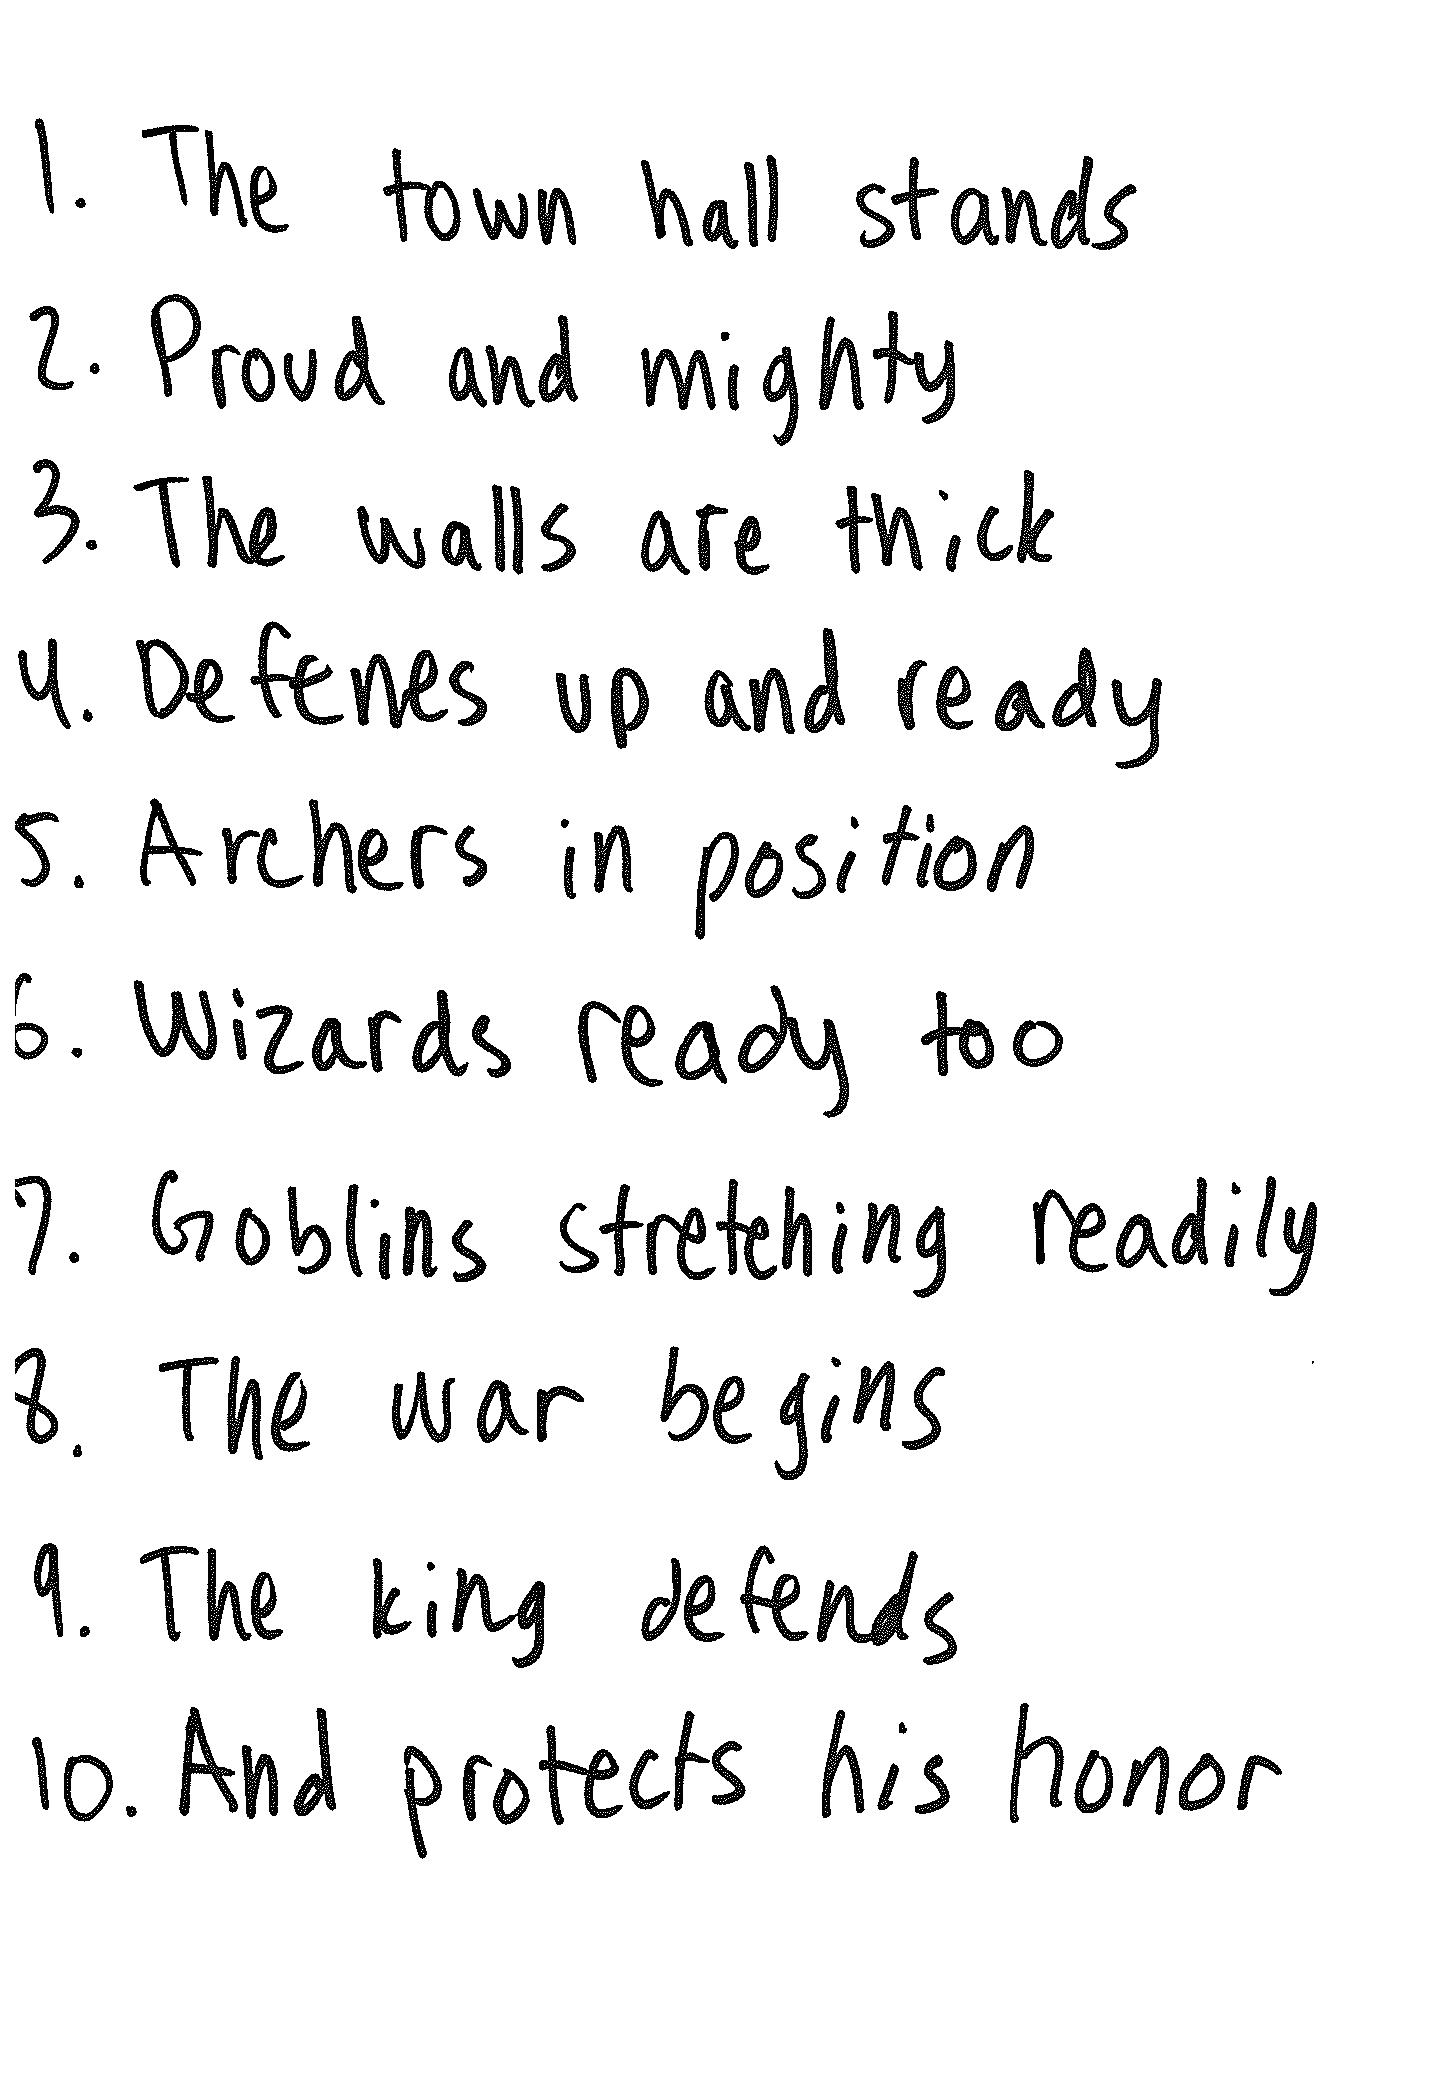 1. The town hall stands
2. Proud and mighty
3. The walls are thick
4. Defenes up and ready
5. Archers in position
6. Wizards ready too
7. Goblins stretching readily
8. The war begins
9. The king defends
10. And protects his honor